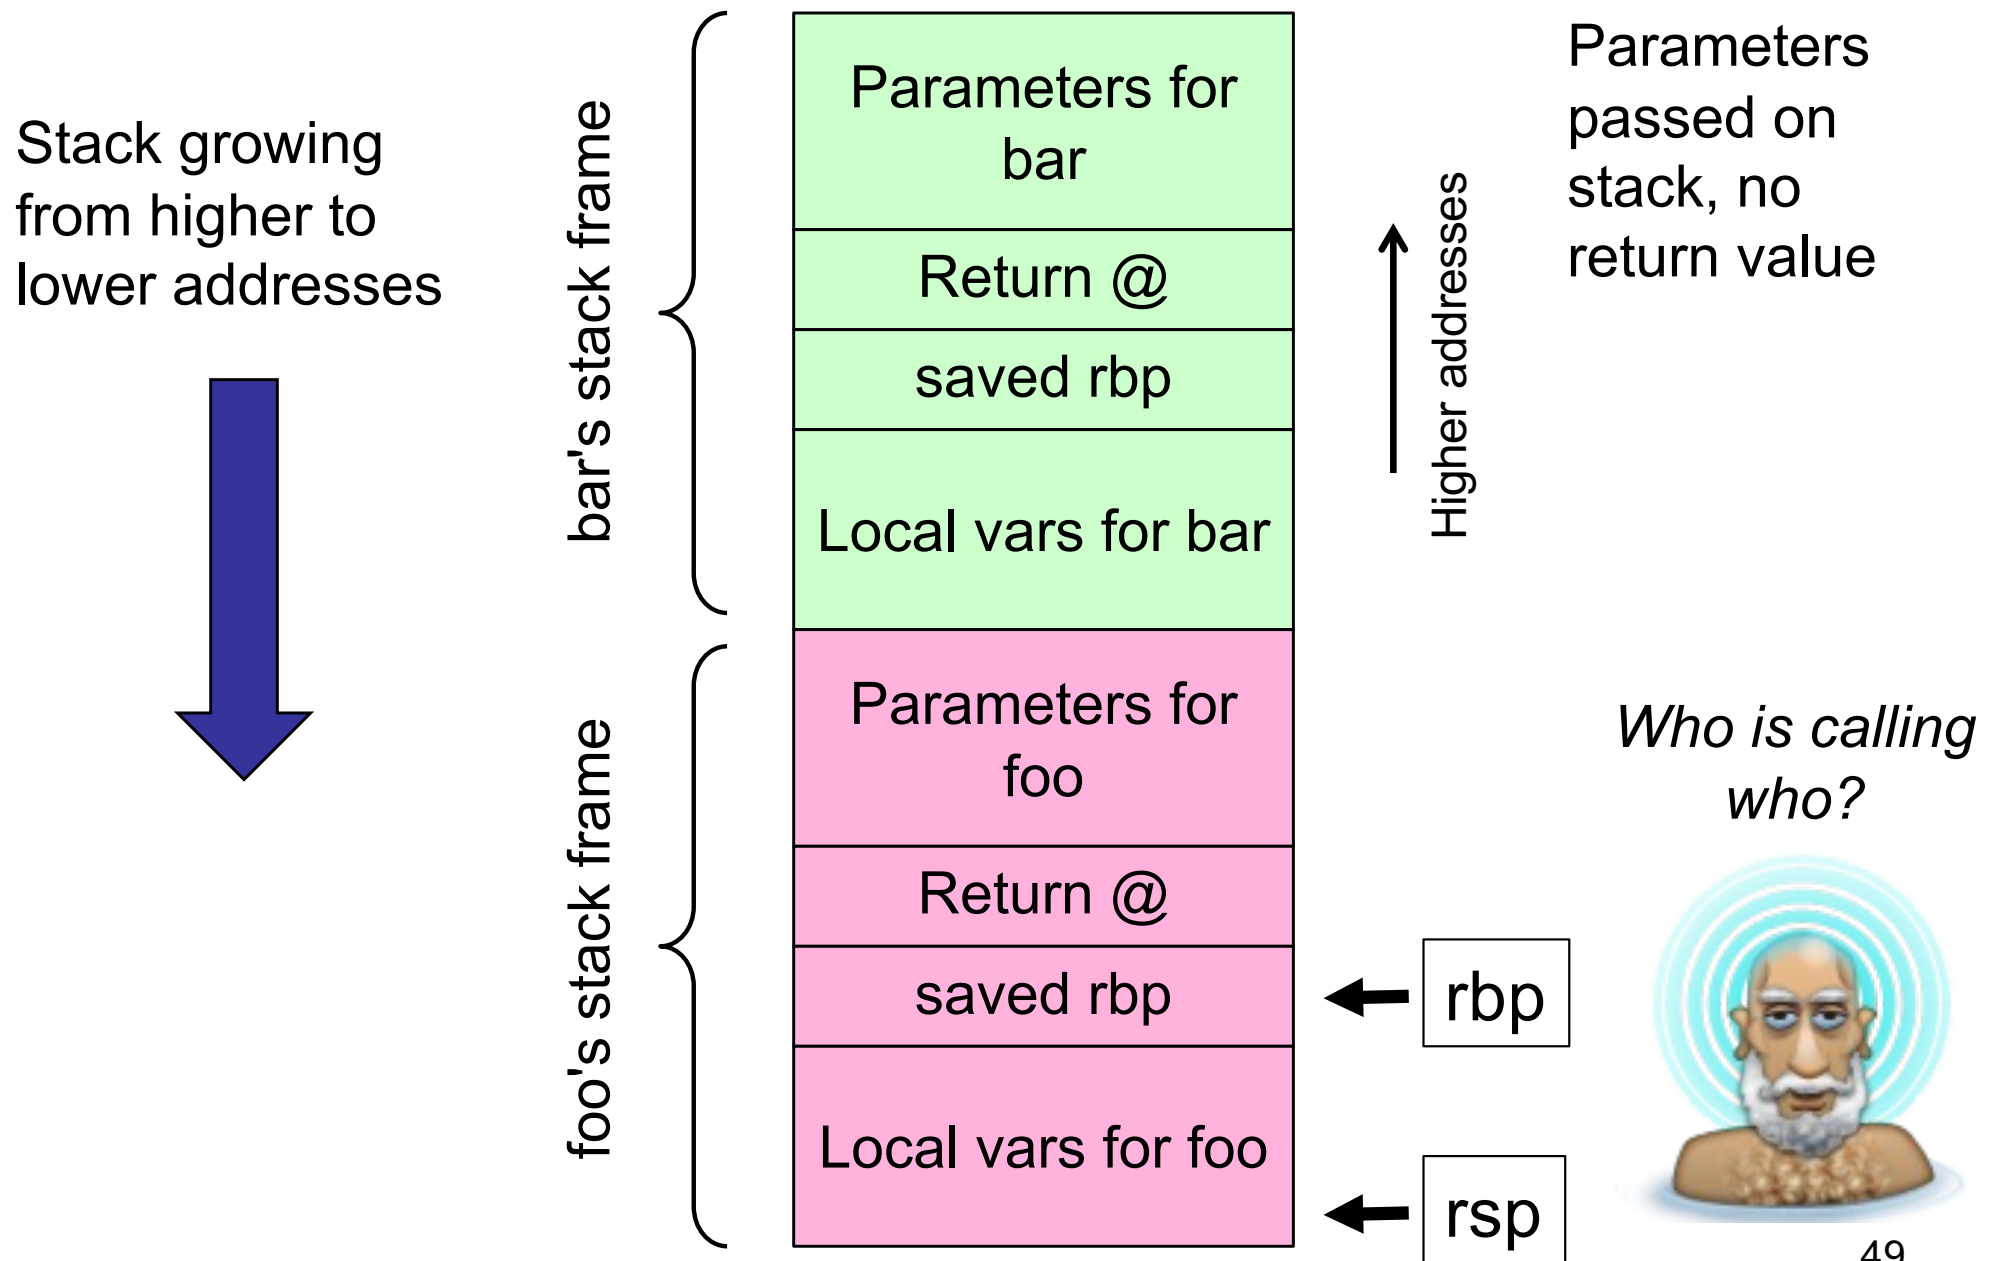 Stack growing
from higher to
lower addresses
bar's stack frame
Parameters for
bar
Return @
saved rbp
Local vars for bar
Higher addresses
Parameters
passed on
stack, no
return value
foo's stack frame
Parameters for
foo
Return @
saved rbp
Local vars for foo
rbp
rsp
Who is calling
who?
49